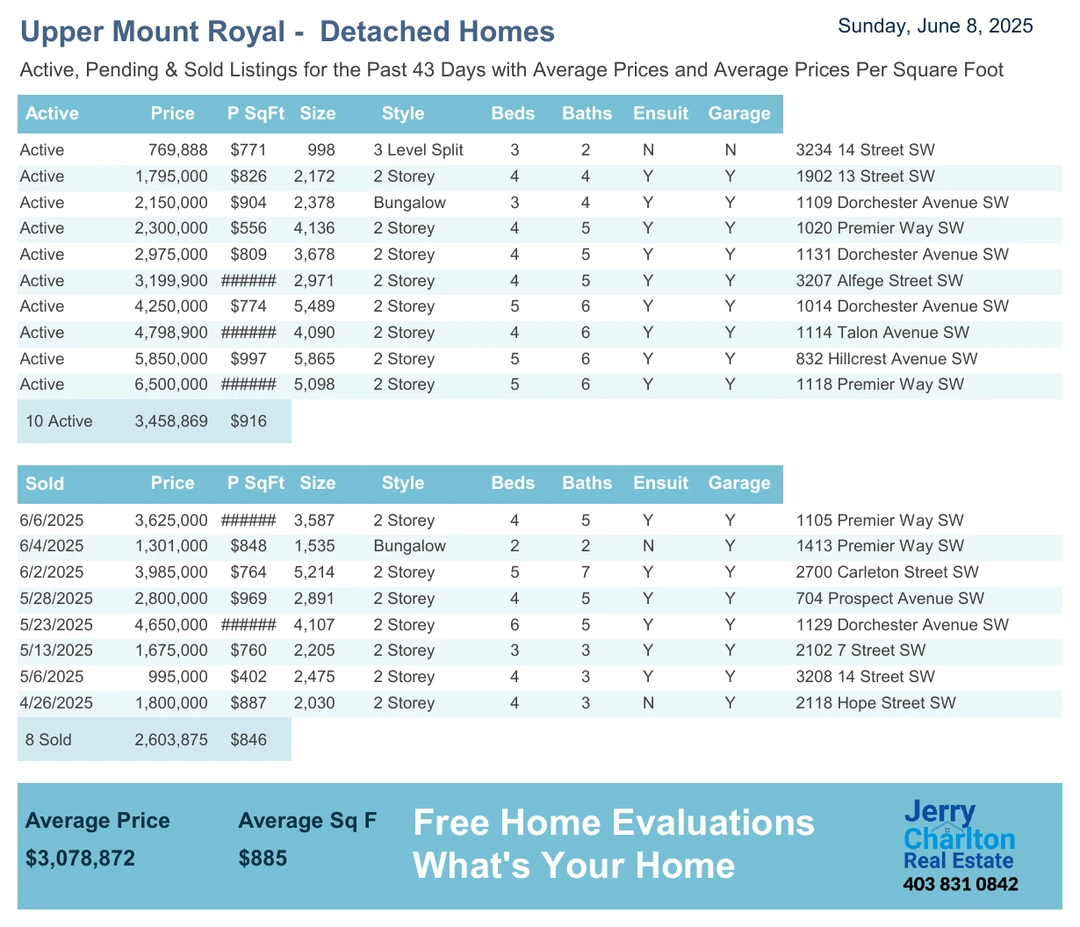 Upper Mount Royal - Detached Homes Sunday, June 8, 2025
Active, Pending & Sold Listings for the Past 43 Days with Average Prices and Average Prices Per Square Foot
Active Price P SqFt Size Style Beds Baths Ensuit Garage
Active 769,888 $771 998 3 Level Split 3 2 N N 3234 14 Street SW
Active 1,795,000 $826 2,172 2 Storey 4 4 Y Y 1902 13 Street SW
Active 2,150,000 $904 2,378 Bungalow 3 4 Y Y 1109 Dorchester Avenue SW
Active 2,300,000 $556 4,136 2 Storey 4 5 Y Y 1020 Premier Way SW
Active 2,975,000 $809 3,678 2 Storey 4 5 Y Y 1131 Dorchester Avenue SW
Active 3,199,900 ###### 2,971 2 Storey 4 5 Y Y 3207 Alfege Street SW
Active 4,250,000 $774 5,489 2 Storey 5 6 Y Y 1014 Dorchester Avenue SW
Active 4,798,900 ###### 4,090 2 Storey 4 6 Y Y 1114 Talon Avenue SW
Active 5,850,000 $997 5,865 2 Storey 5 6 Y Y 832 Hillcrest Avenue SW
Active 6,500,000 ###### 5,098 2 Storey 5 6 Y Y 1118 Premier Way SW
10 Active 3,458,869 $916
Sold Price P SqFt Size Style Beds Baths Ensuit Garage
6/6/2025 3,625,000 ###### 3,587 2 Storey 4 5 Y Y 1105 Premier Way SW
6/4/2025 1,301,000 $848 1,535 Bungalow 2 2 N Y 1413 Premier Way SW
6/2/2025 3,985,000 $764 5,214 2 Storey 5 7 Y Y 2700 Carleton Street SW
5/28/2025 2,800,000 $969 2,891 2 Storey 4 5 Y Y 704 Prospect Avenue SW
5/23/2025 4,650,000 ###### 4,107 2 Storey 6 5 Y Y 1129 Dorchester Avenue SW
5/13/2025 1,675,000 $760 2,205 2 Storey 3 3 Y Y 2102 7 Street SW
5/6/2025 995,000 $402 2,475 2 Storey 4 3 Y Y 3208 14 Street SW
4/26/2025 1,800,000 $887 2,030 2 Storey 4 3 N Y 2118 Hope Street SW
8 Sold 2,603,875 $846
Average Price Average Sq F
$3,078,872 $885
Free Home Evaluations
What's Your Home
Jerry
Charlton
Real Estate
403 831 0842